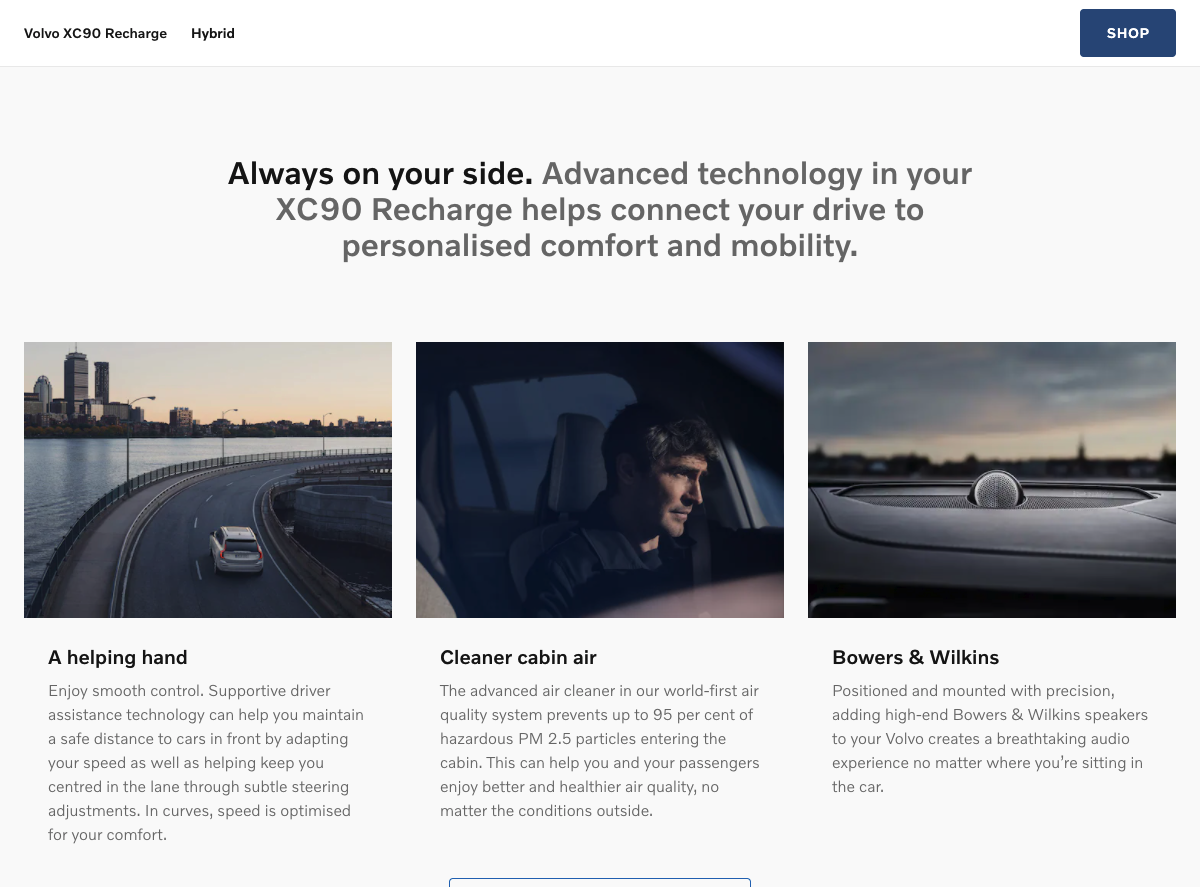 Volvo XC90 Recharge Hybrid SHOP
Always on your side. Advanced technology in your
XC90 Recharge helps connect your drive to
personalised comfort and mobility.
A helping hand
Enjoy smooth control. Supportive driver
assistance technology can help you maintain
a safe distance to cars in front by adapting
your speed as well as helping keep you
centred in the lane through subtle steering
adjustments. In curves, speed is optimised
for your comfort.
Cleaner cabin air
The advanced air cleaner in our world-first air
quality system prevents up to 95 per cent of
hazardous PM 2.5 particles entering the
cabin. This can help you and your passengers
enjoy better and healthier air quality, no
matter the conditions outside.
Bowers & Wilkins
Positioned and mounted with precision,
adding high-end Bowers & Wilkins speakers
to your Volvo creates a breathtaking audio
experience no matter where you’re sitting in
the car.